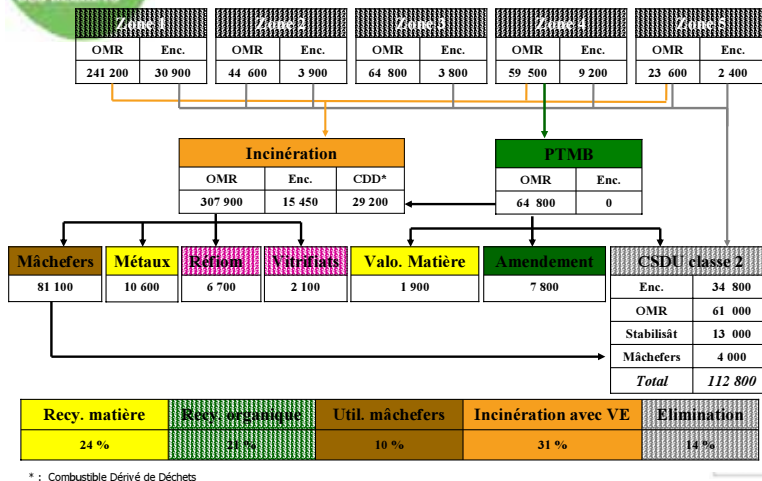 Zone 1 Zone 2 Zone 3 Zone 4 Zone 5
OMR Enc. OMR Enc. OMR Enc. OMR Enc. OMR Enc.
241 200 30 900 44 600 3 900 64 800 3 800 59 500 9 200 23 600 2 400
Incinération PTMB
OMR Enc. CDD* OMR Enc.
307 900 15 450 29 200 64 800 0
Mâchefers Métaux Réfiom Vitrifiats Valo. Matière Amendement CSDU classe 2
81 100 10 600 6 700 2 100 1 900 7 800
Enc. 34 800
OMR 61 000
Stabilisât 13 000
Mâchefers 4 000
Total 112 800
Recy. matière Recy. organique Util. mâchefers Incinération avec VE Elimination
24 % 21 % 10 % 31 % 14 %
* : Combustible Dérivé de Déchets